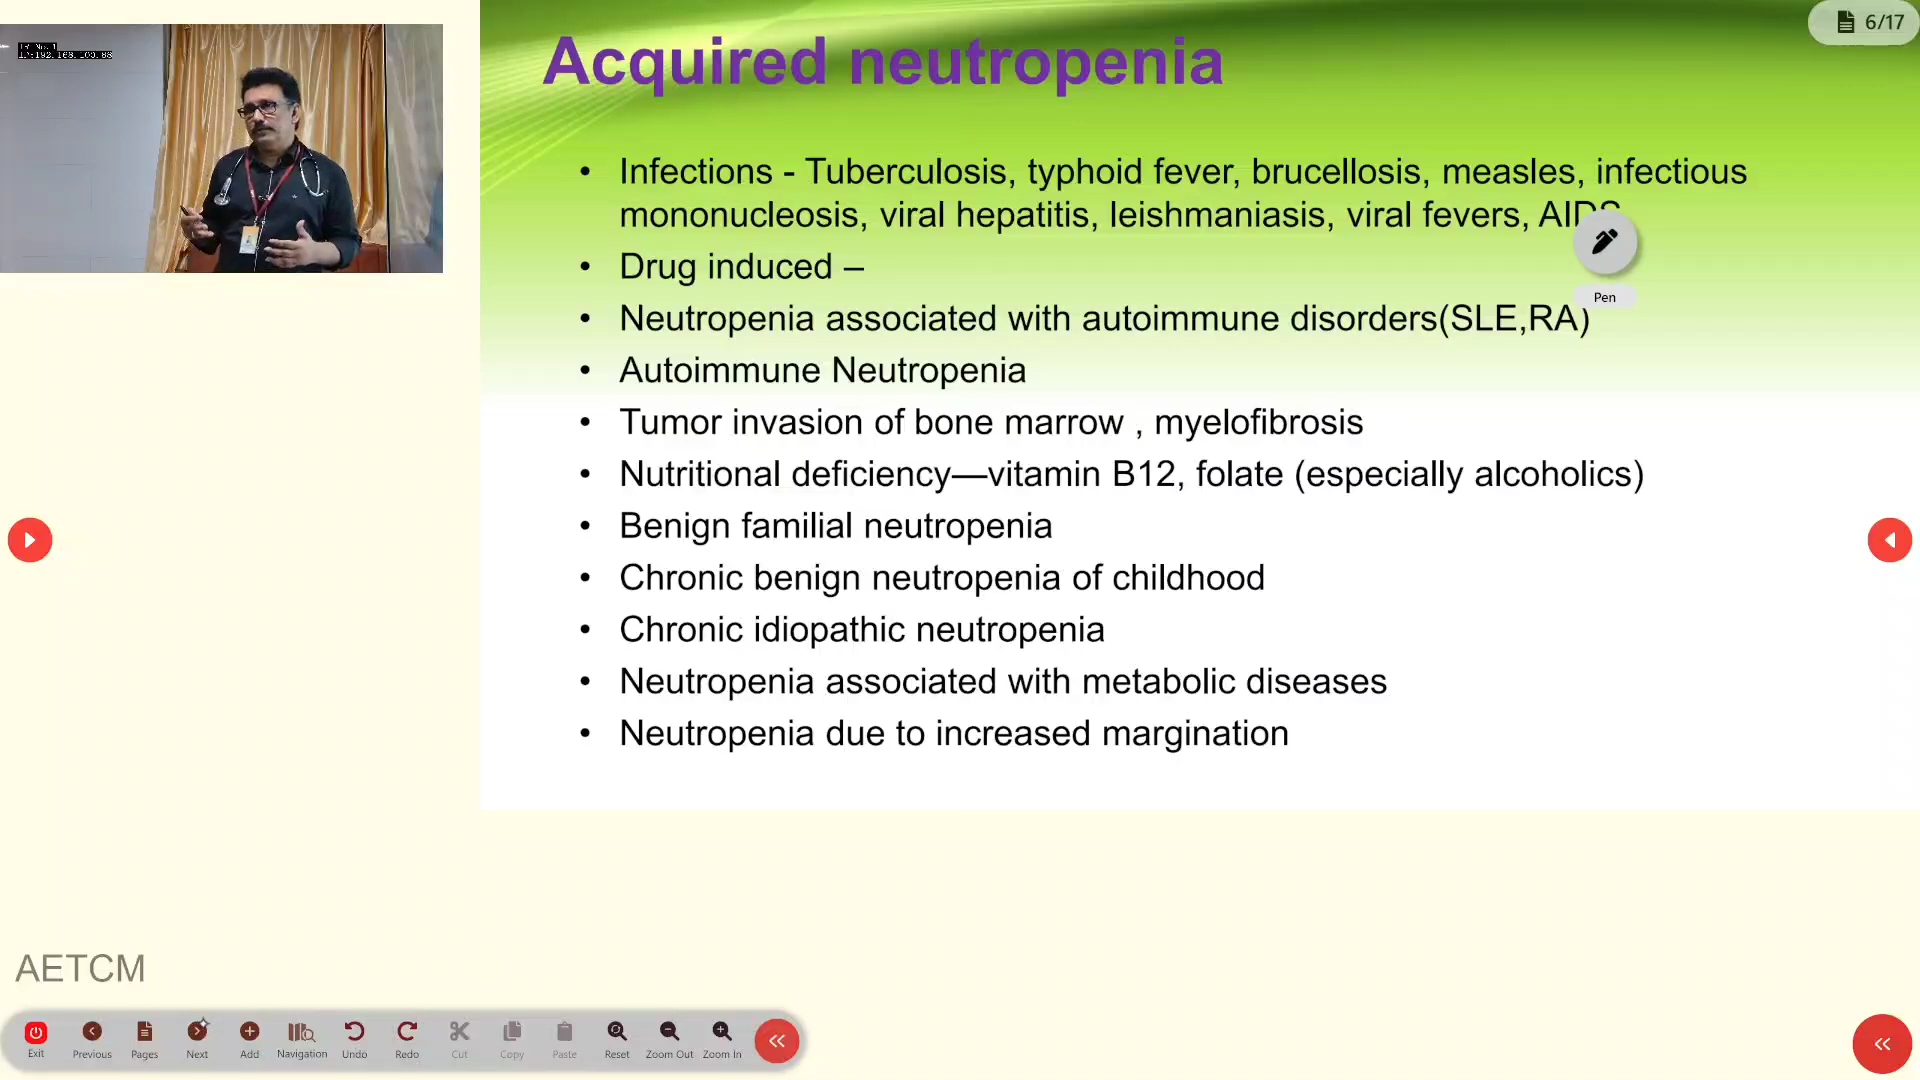 6/17
Acquired neutropenia
• Infections - Tuberculosis, typhoid fever, brucellosis, measles, infectious
mononucleosis, viral hepatitis, leishmaniasis, viral fevers, AIDS
• Drug induced –
Pen
• Neutropenia associated with autoimmune disorders(SLE,RA)
• Autoimmune Neutropenia
• Tumor invasion of bone marrow , myelofibrosis
• Nutritional deficiency—vitamin B12, folate (especially alcoholics)
• Benign familial neutropenia
• Chronic benign neutropenia of childhood
• Chronic idiopathic neutropenia
• Neutropenia associated with metabolic diseases
• Neutropenia due to increased margination
AETCM
Exit Previous Pages Next Add Navigation Undo Redo Cut Copy Paste Reset Zoom Out Zoom In